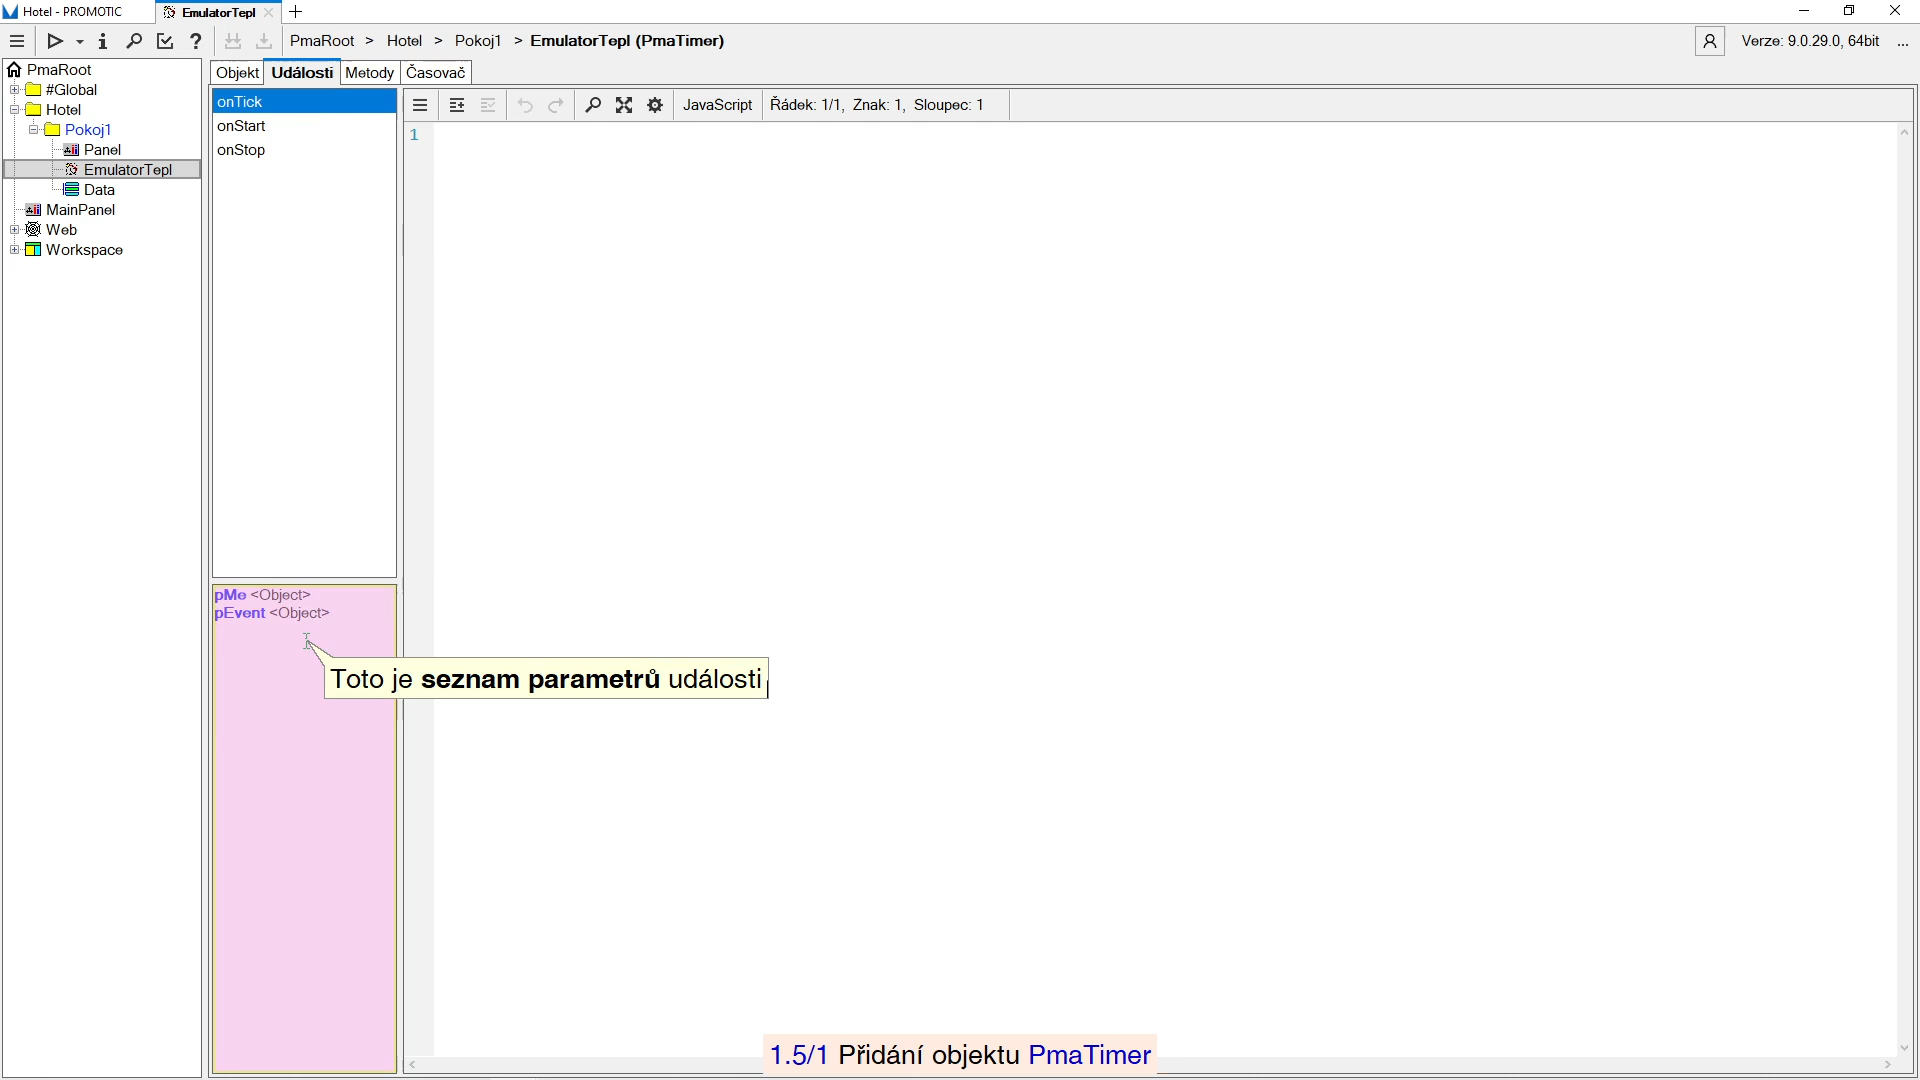 Hotel - PROMOTIC
EmulatorTepl
PmaRoot > Hotel > Pokoj1 > EmulatorTepl (PmaTimer)
Verze: 9.0.29.0, 64bit ...
PmaRoot
#Global
Hotel
Pokoj1
Panel
EmulatorTepl
Data
MainPanel
Web
Workspace
Objekt Události Metody Časovač
onTick
onStart
onStop
JavaScript Řádek: 1/1, Znak: 1, Sloupec: 1
1
pMe <Object>
pEvent <Object>
Toto je seznam parametrů události
1.5/1 Přidání objektu PmaTimer